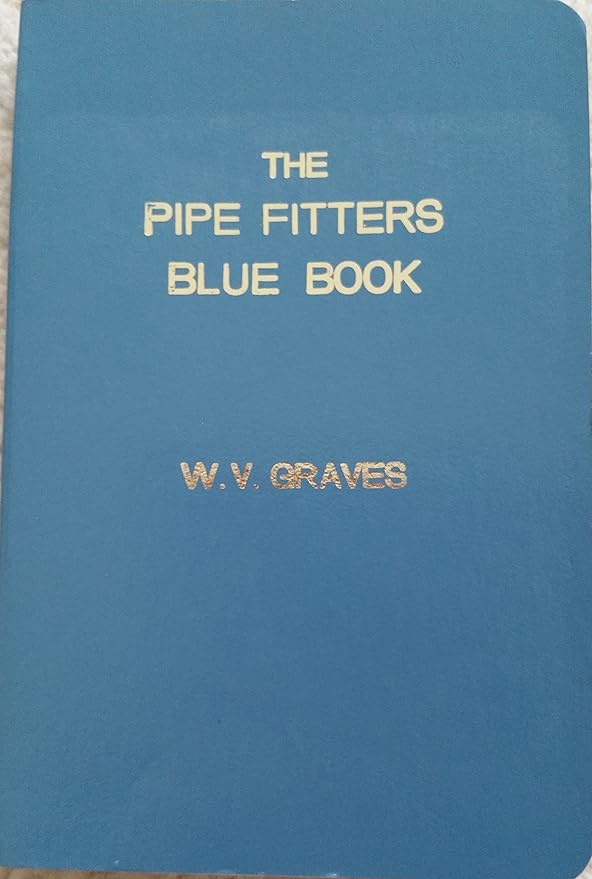 THE
PIPE FITTERS
BLUE BOOK
W.V. GRAVES